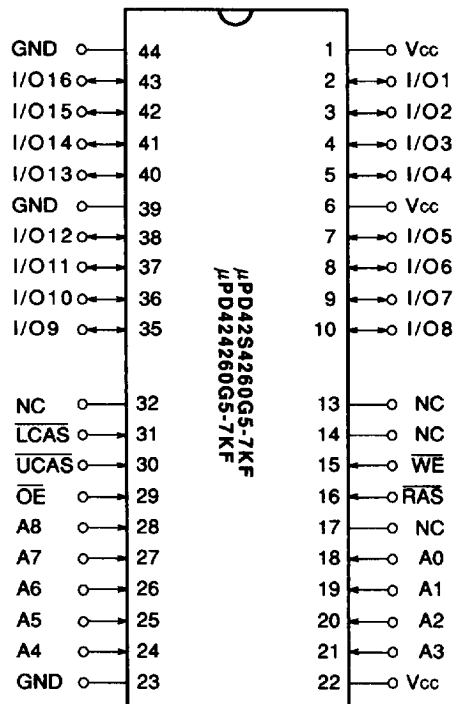 GND 44 1 Vcc
I/O16 43 2 I/O1
I/O15 42 3 I/O2
I/O14 41 4 I/O3
I/O13 40 5 I/O4
GND 39 6 Vcc
I/O12 38 7 I/O5
I/O11 37 8 I/O6
I/O10 36 9 I/O7
I/O9 35 10 I/O8
μPD42S4260G5-7KF
μPD424260G5-7KF
NC 32 13 NC
LCAS 31 14 NC
UCAS 30 15 WE
OE 29 16 RAS
A8 28 17 NC
A7 27 18 A0
A6 26 19 A1
A5 25 20 A2
A4 24 21 A3
GND 23 22 Vcc